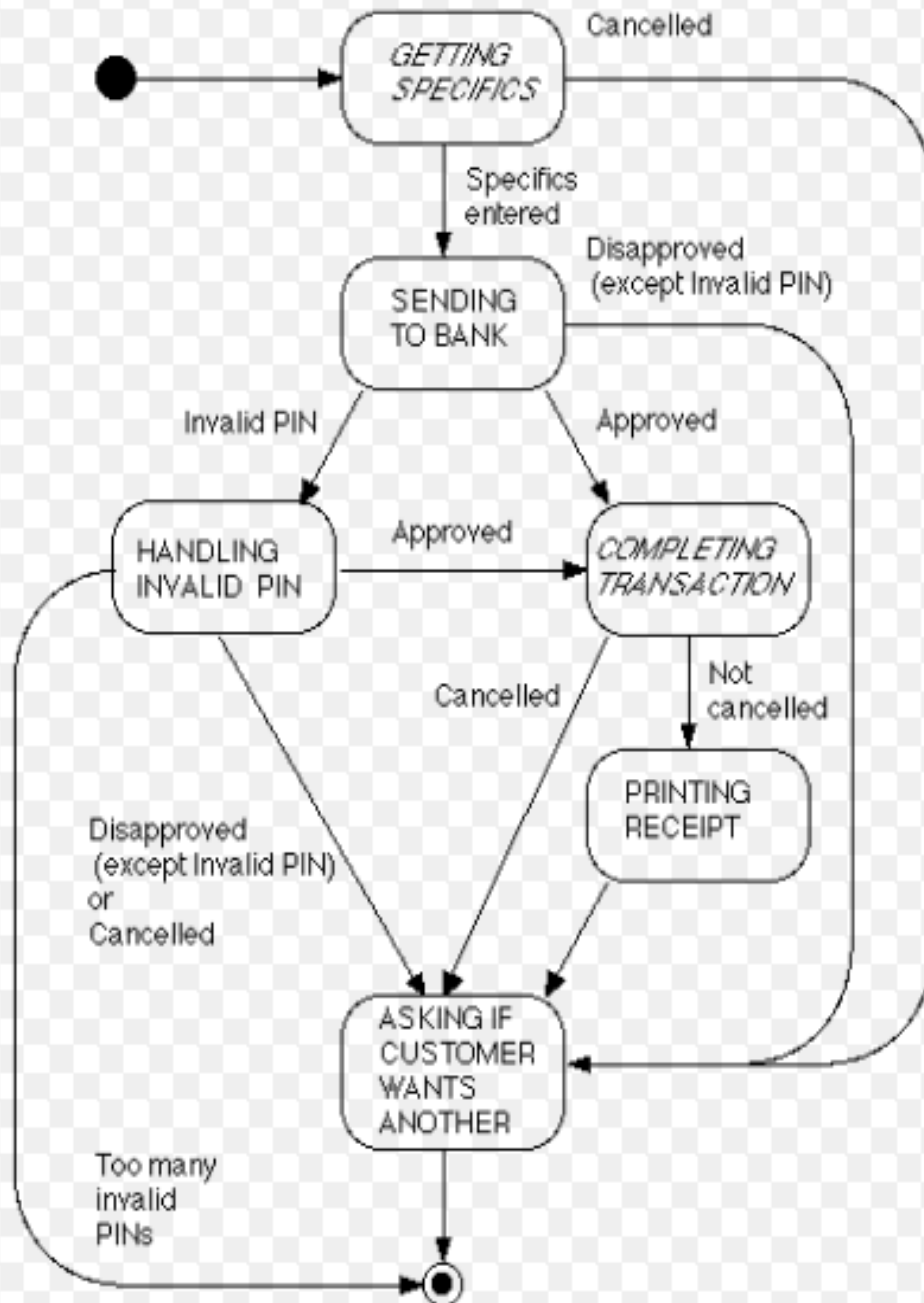 Cancelled
GETTING
SPECIFICS
Specifics
entered
Disapproved
(except Invalid PIN)
SENDING
TO BANK
Invalid PIN
Approved
HANDLING
INVALID PIN
Approved
COMPLETING
TRANSACTION
Cancelled
Not
cancelled
PRINTING
RECEIPT
Disapproved
(except Invalid PIN)
or
Cancelled
ASKING IF
CUSTOMER
WANTS
ANOTHER
Too many
invalid
PINs